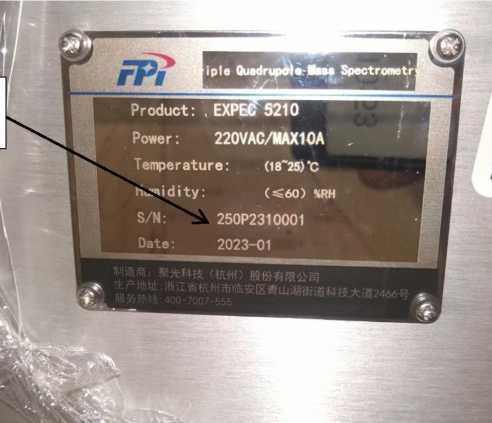 FPI
Triple Quadrupole Mass Spectrometry
Product: EXPEC 5210
Power: 220VAC/MAX10A
Temperature: (18~25)℃
Humidity: (≤60) %RH
S/N: 250P2310001
Date: 2023-01
制造商: 聚光科技（杭州）股份有限公司
生产地址: 浙江省杭州市临安区青山湖街道科技大道2466号
服务热线: 400-7007-555